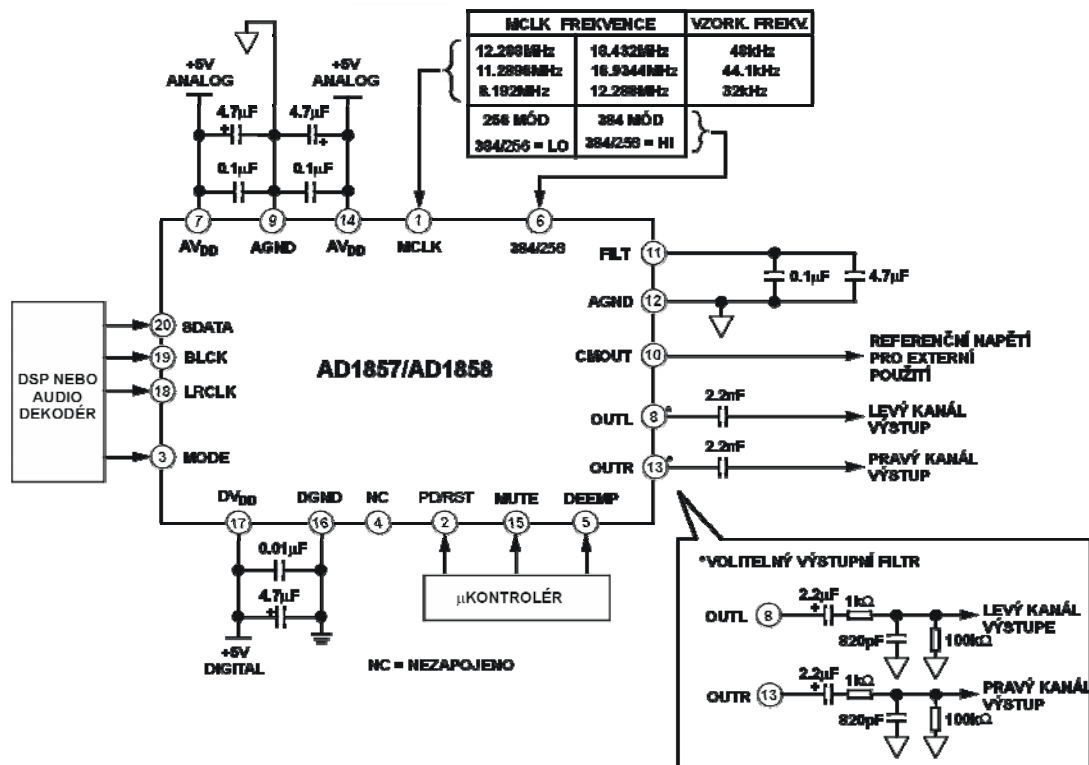 MCLK FREKVENCE
VZORK. FREKV.
12.288MHz
18.432MHz
48kHz
11.2896MHz
16.9344MHz
44.1kHz
8.192MHz
12.288MHz
32kHz
256 MÓD
384 MÓD
384/256 = LO
384/256 = HI
+5V
ANALOG
+5V
ANALOG
4.7µF
+
4.7µF
+
0.1µF
0.1µF
7
9
14
1
6
AVDD
AGND
AVDD
MCLK
384/256
FILT
11
0.1µF
4.7µF
AGND
12
CMOUT
10
REFERENČNÍ NAPĚTÍ
PRO EXTERNÍ
POUŽITÍ
OUTL
8
*
2.2nF
LEVÝ KANÁL
VÝSTUP
OUTR
13
*
2.2nF
PRAVÝ KANÁL
VÝSTUP
AD1857/AD1858
DSP NEBO
AUDIO
DEKODÉR
20
SDATA
19
BLCK
18
LRCLK
3
MODE
DVDD
DGND
NC
PD/RST
MUTE
DEEMP
17
16
4
2
15
5
0.01µF
4.7µF
+
+5V
DIGITAL
µKONTROLÉR
NC = NEZAPOJENO
*VOLITELNÝ VÝSTUPNÍ FILTR
OUTL
8
2.2µF
+
1kΩ
820pF
100kΩ
LEVÝ KANÁL
VÝSTUPE
OUTR
13
2.2µF
+
1kΩ
820pF
100kΩ
PRAVÝ KANÁL
VÝSTUP